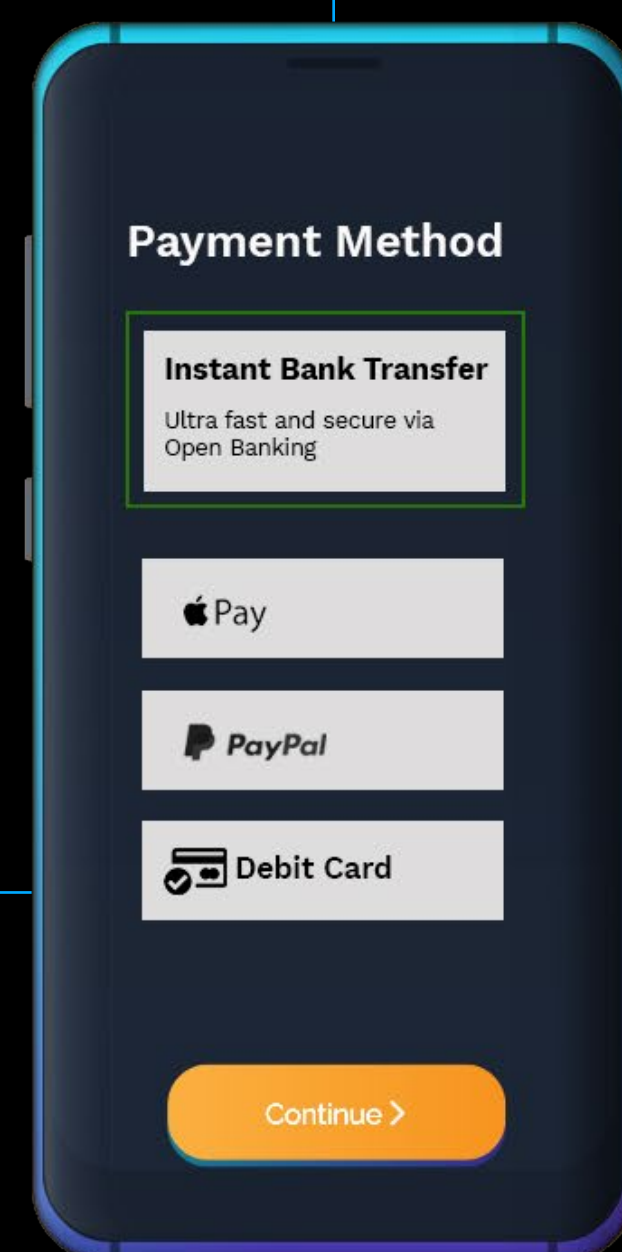 Payment Method
Instant Bank Transfer
Ultra fast and secure via
Open Banking
Pay
PayPal
Debit Card
Continue >